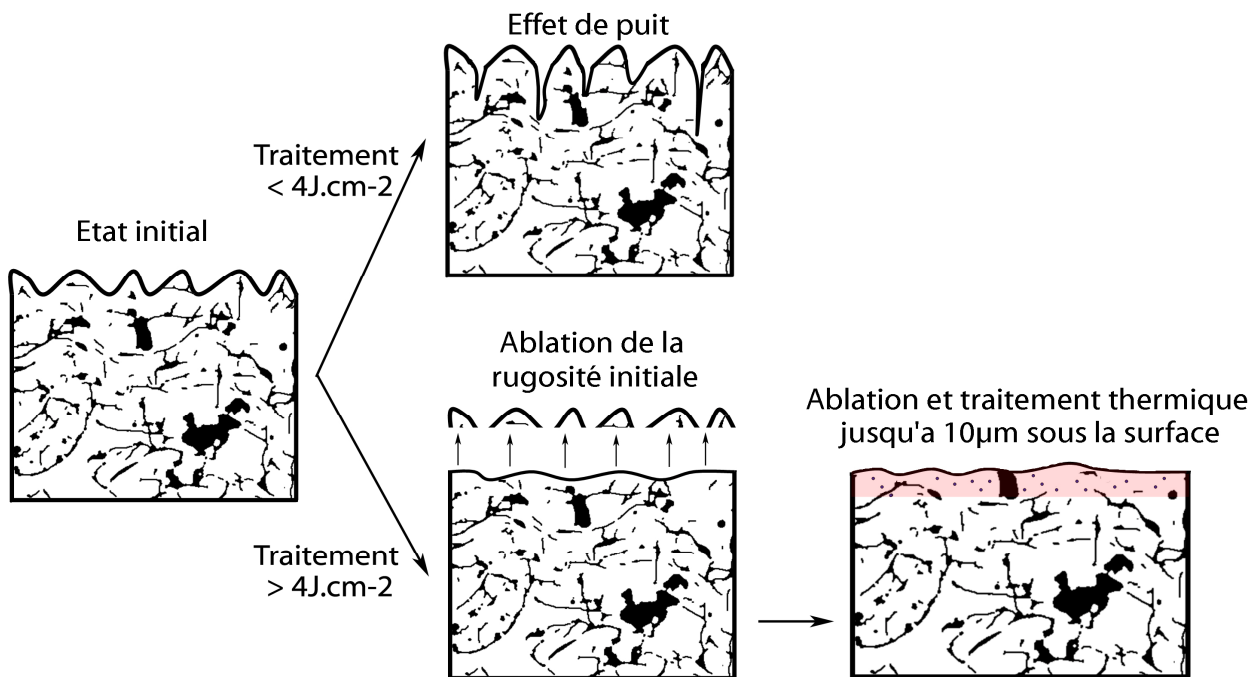 Effet de puit
Traitement
< 4J.cm-2
Etat initial
Ablation de la
rugosité initiale
Ablation et traitement thermique
jusqu'a 10µm sous la surface
Traitement
> 4J.cm-2